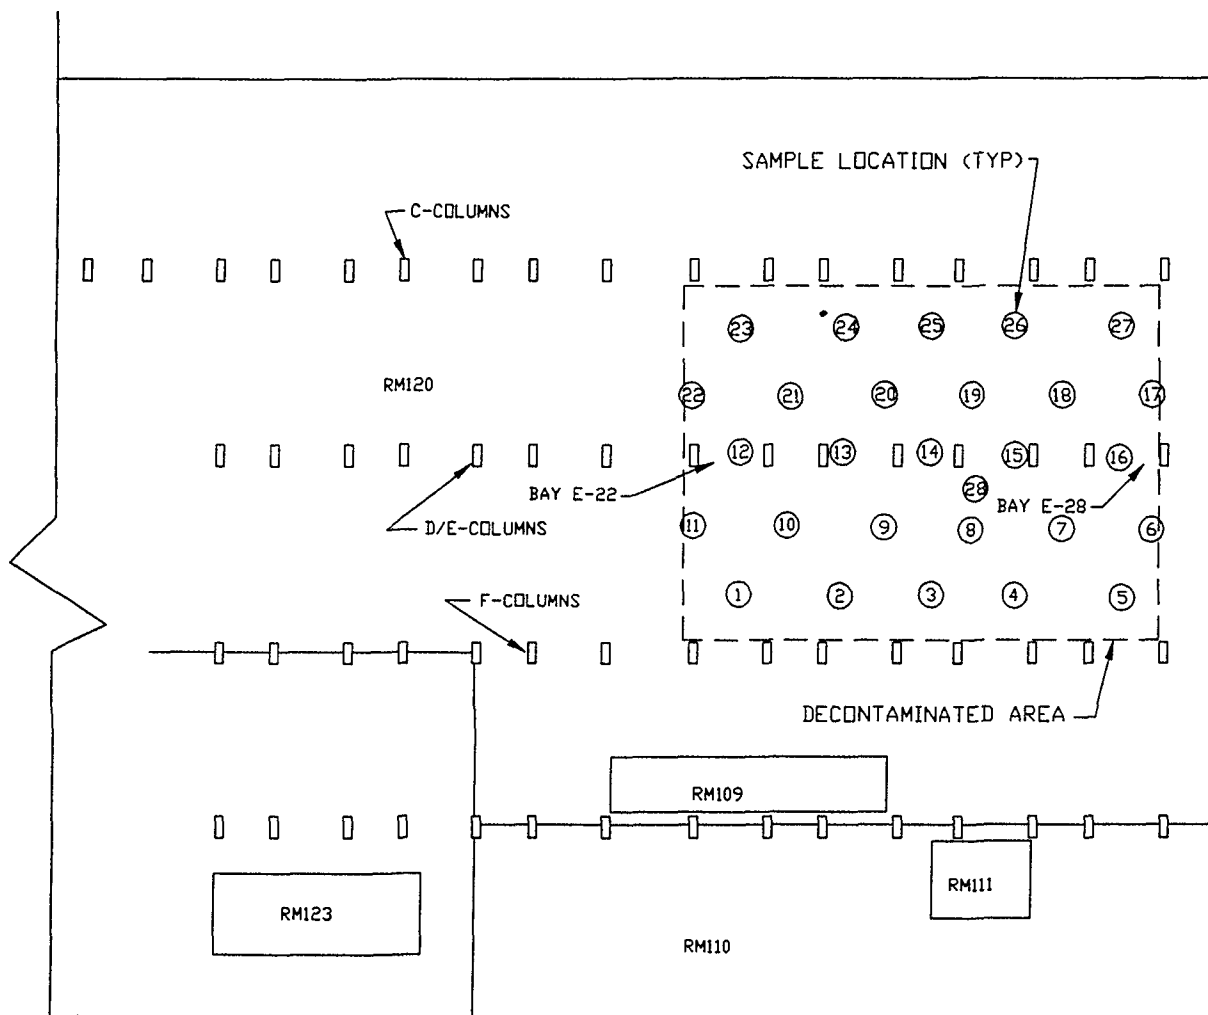 SAMPLE LOCATION (TYP)
C-COLUMNS
23 24 25 26 27
RM120
22 21 20 19 18 17
12 13 14 15 16
BAY E-22
28
BAY E-28
D/E-COLUMNS
11 10 9 8 7 6
F-COLUMNS
1 2 3 4 5
DECONTAMINATED AREA
RM109
RM111
RM123
RM110